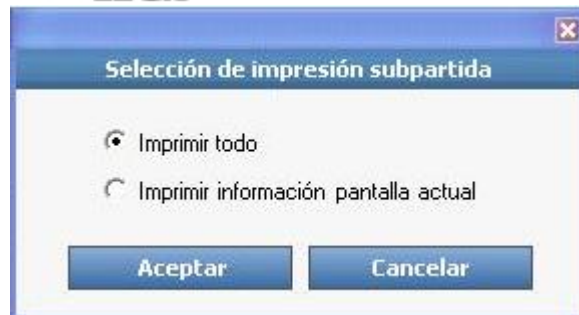 Selección de impresión subpartida
Imprimir todo
Imprimir información pantalla actual
Aceptar Cancelar